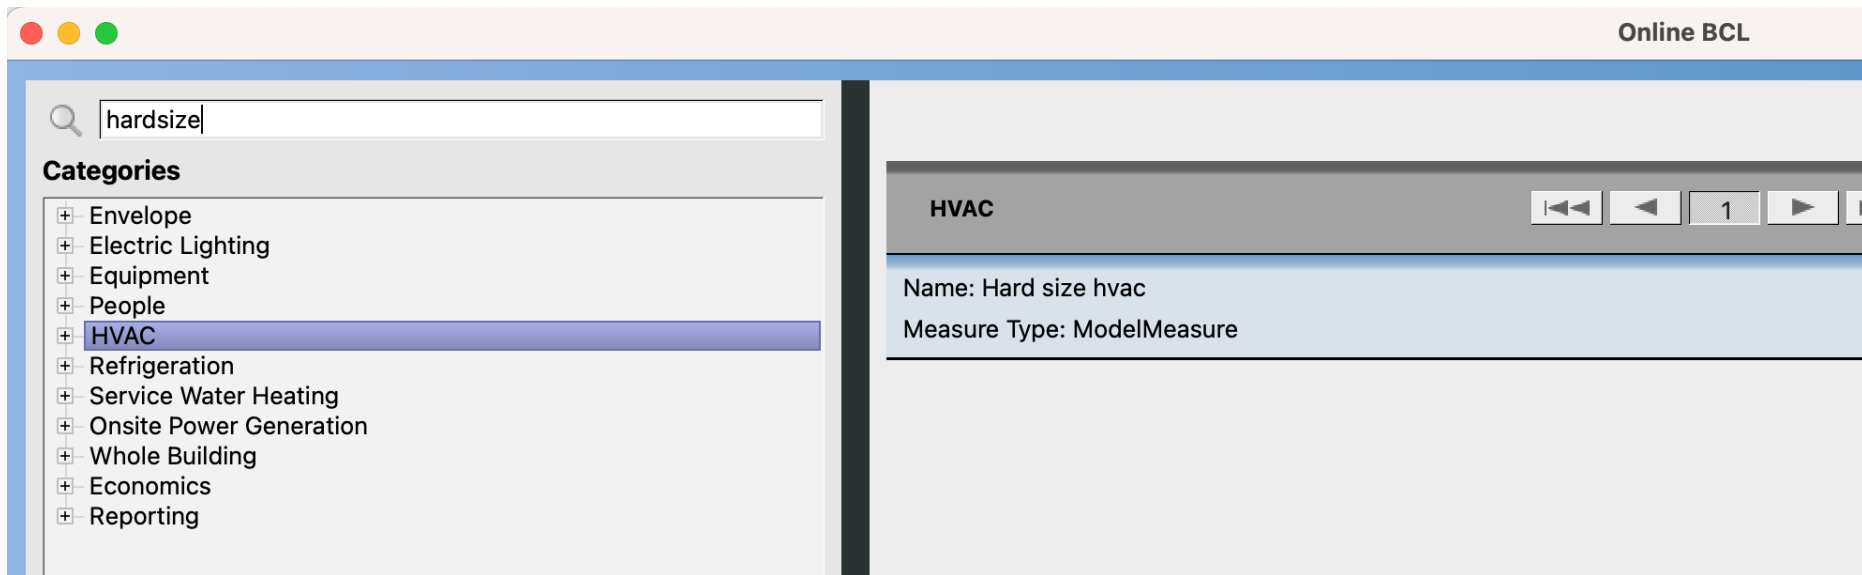 Online BCL
hardsize
Categories
Envelope
Electric Lighting
Equipment
People
HVAC
Refrigeration
Service Water Heating
Onsite Power Generation
Whole Building
Economics
Reporting
HVAC
1
Name: Hard size hvac
Measure Type: ModelMeasure